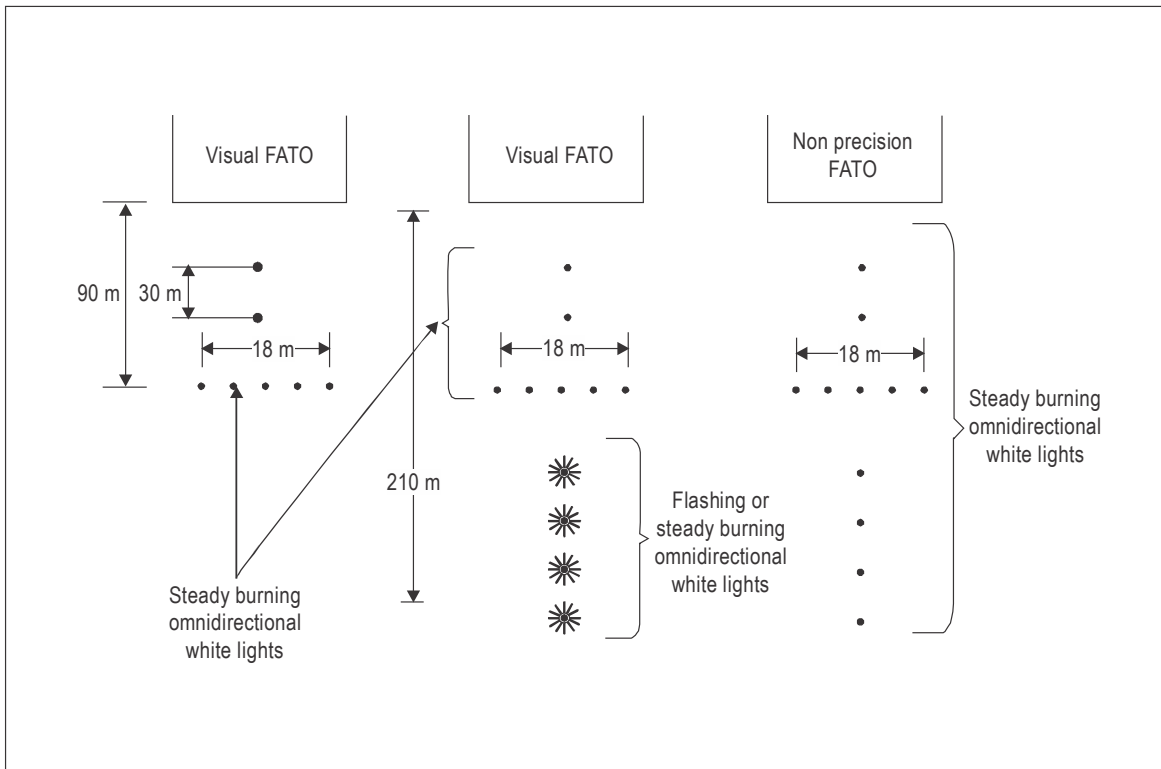 Visual FATO
Visual FATO
Non precision
FATO
90 m
30 m
18 m
18 m
18 m
210 m
Steady burning
omnidirectional
white lights
Flashing or
steady burning
omnidirectional
white lights
Steady burning
omnidirectional
white lights